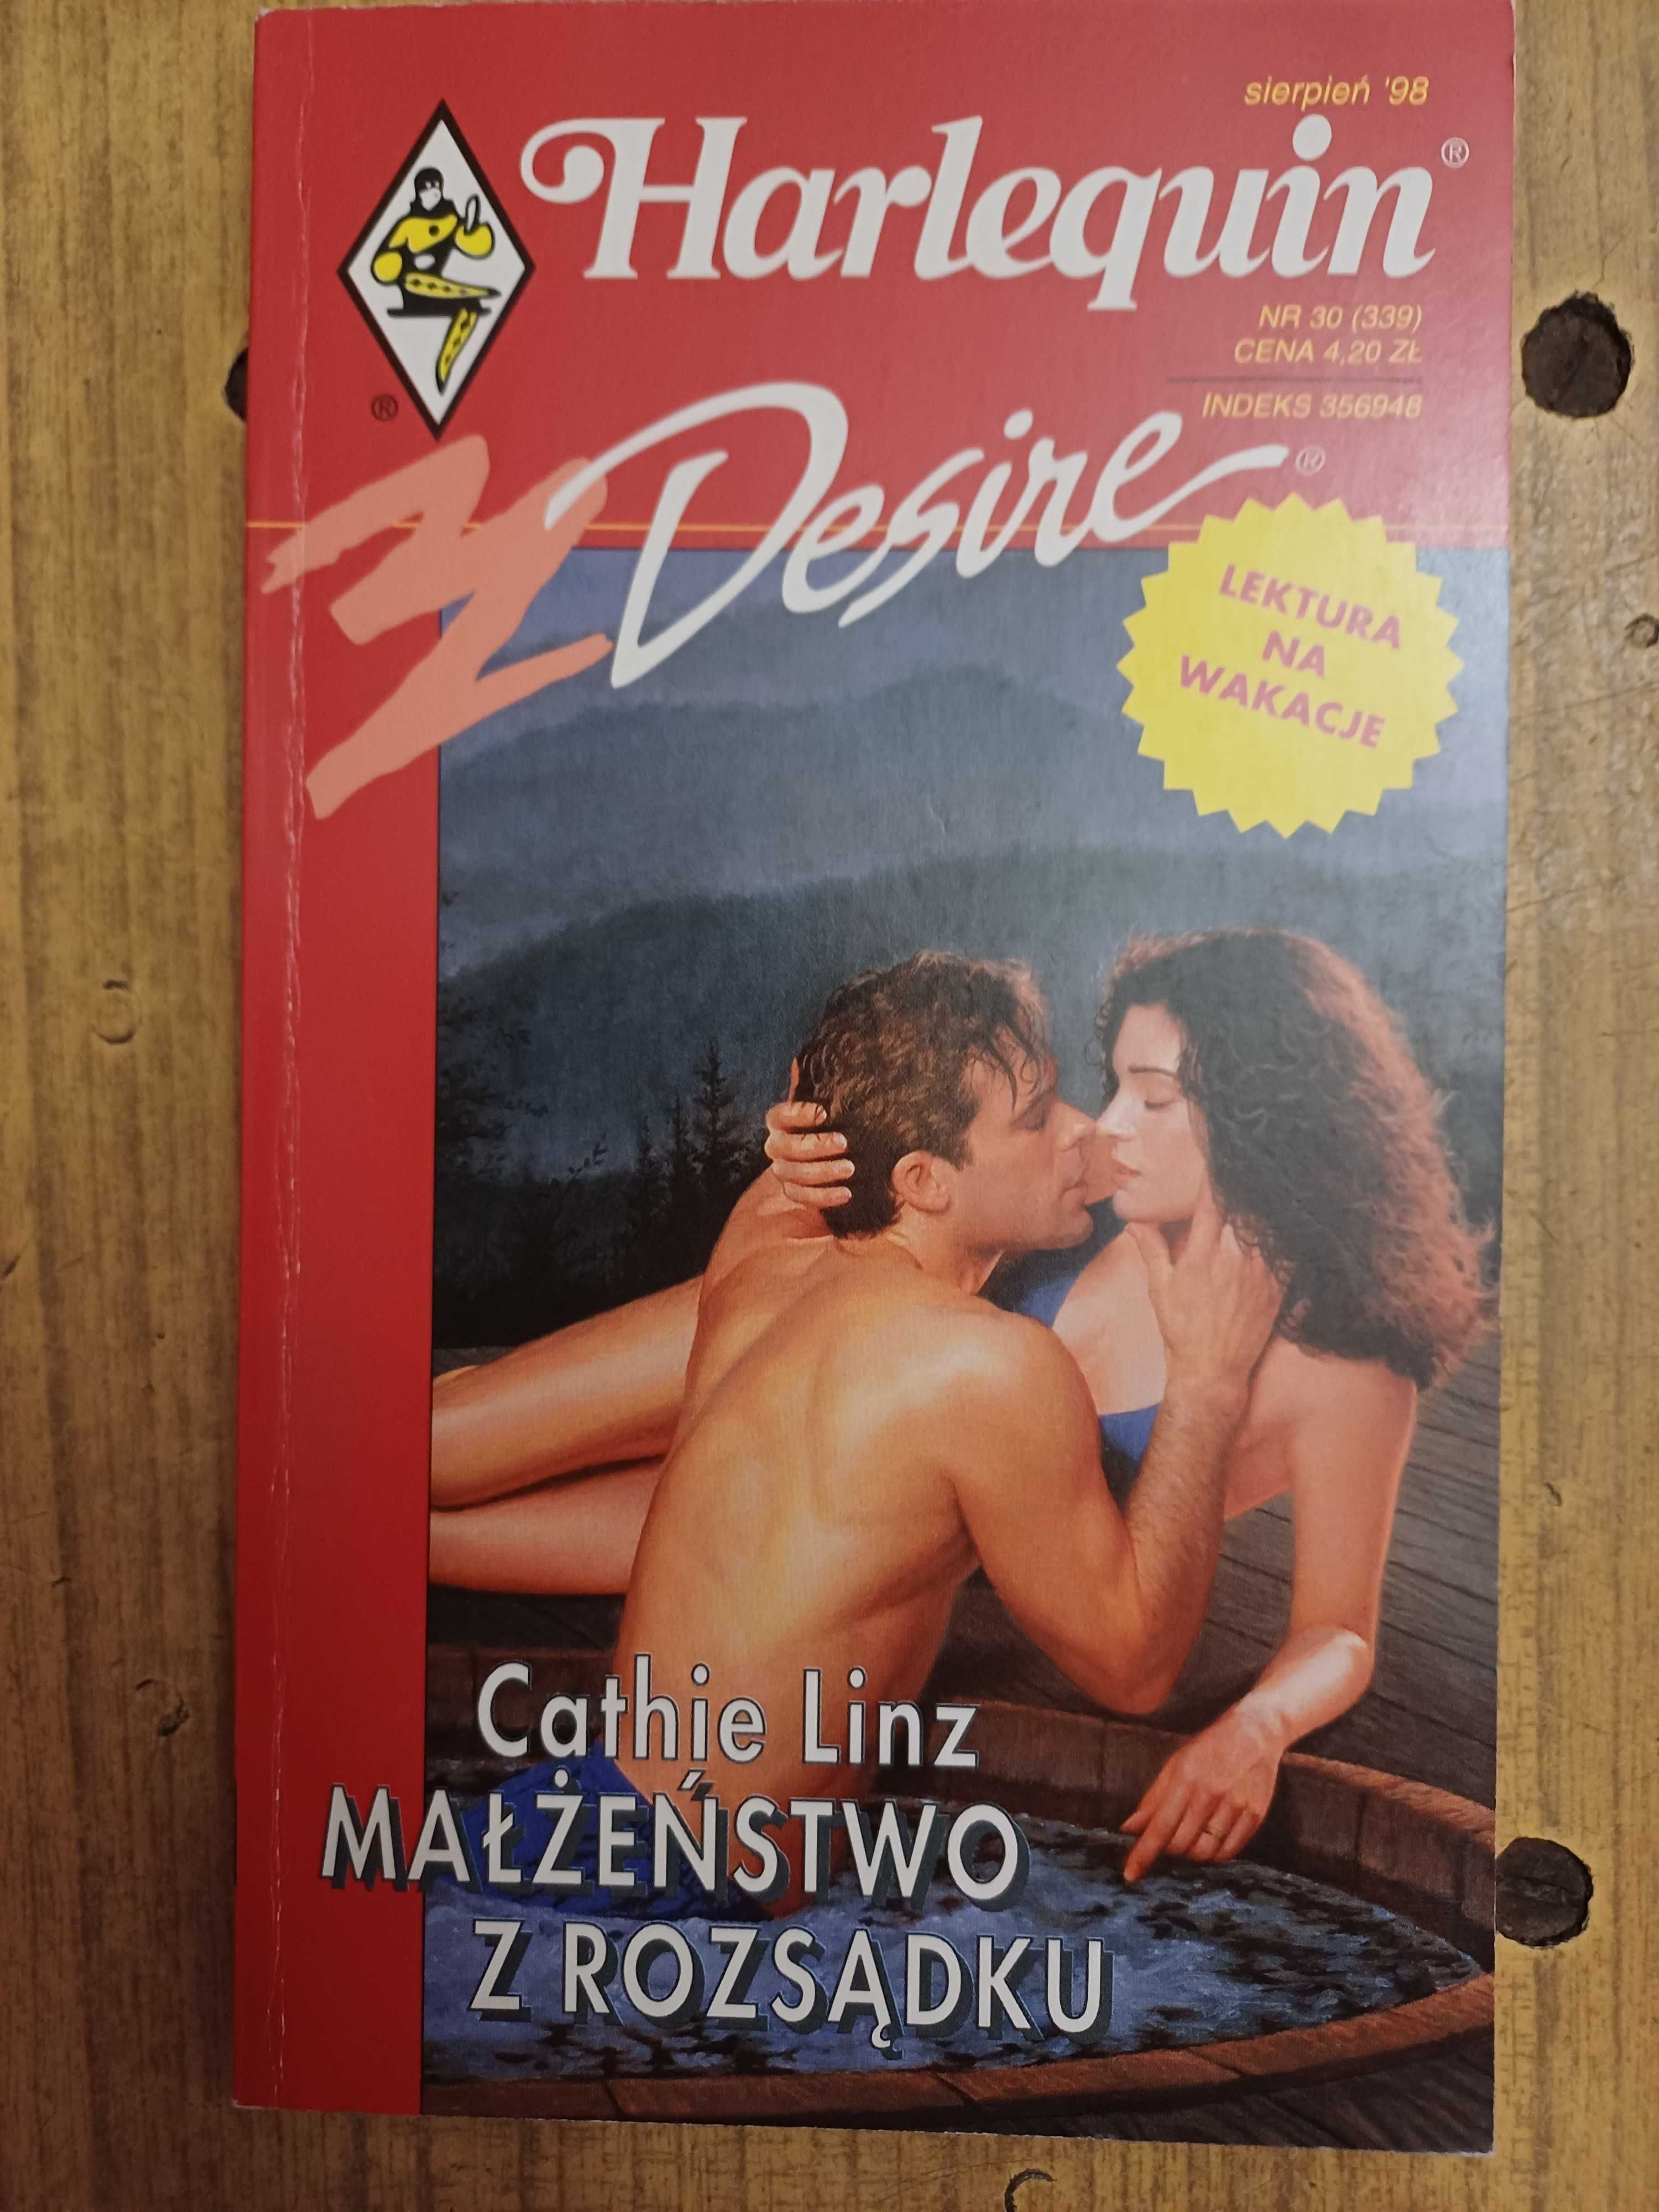 sierpień '98
Harlequin®
NR 30 (339)
CENA 4,20 ZŁ
INDEKS 356948
®
Desire®
LEKTURA
NA
WAKACJE
Cathie Linz
MAŁŻEŃSTWO
Z ROZSĄDKU